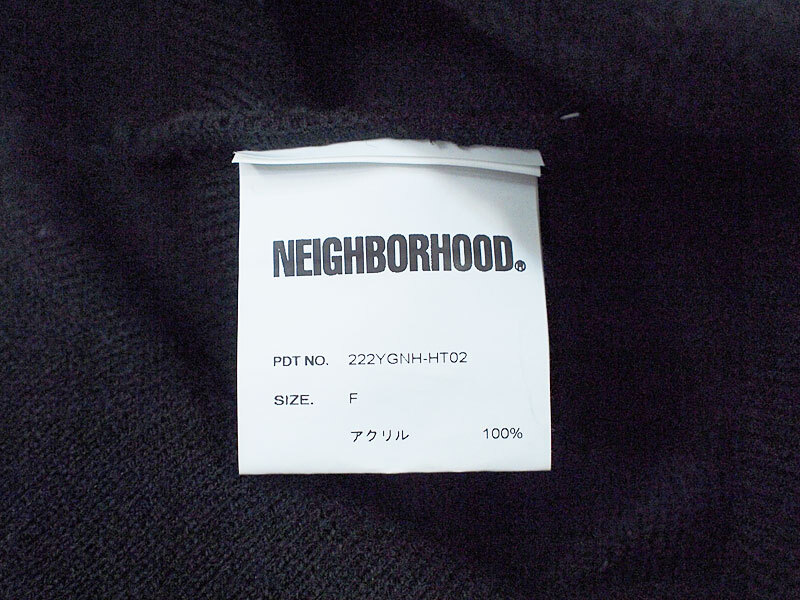 NEIGHBORHOOD®
PDT NO. 222YGNH-HT02
SIZE. F
アクリル 100%